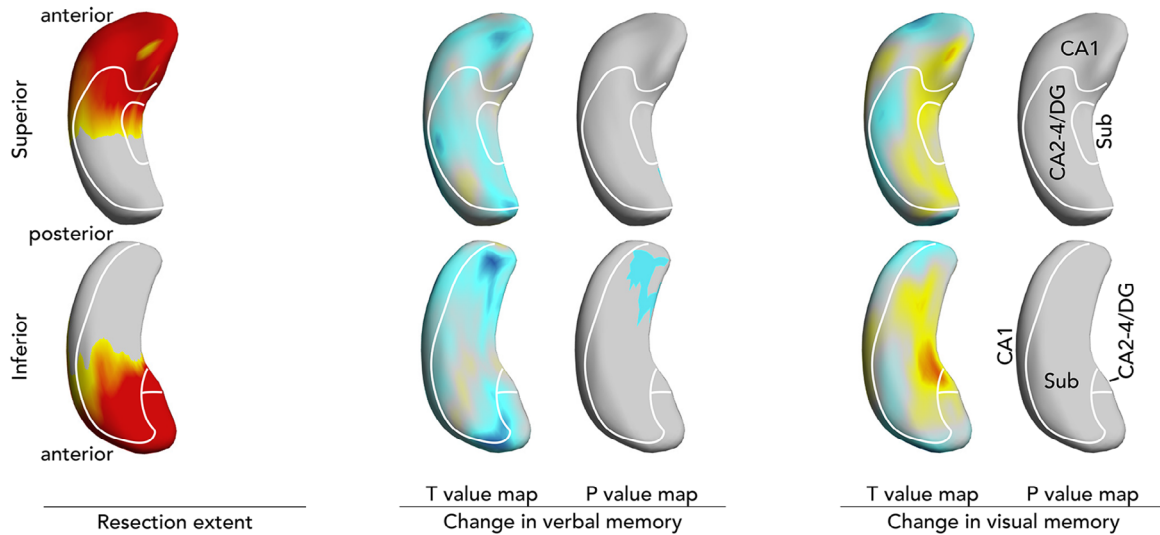 anterior
Superior
CA1
CA2-4/DG
Sub
posterior
Inferior
CA1
Sub
CA2-4/DG
anterior
T value map
P value map
T value map
P value map
Resection extent
Change in verbal memory
Change in visual memory